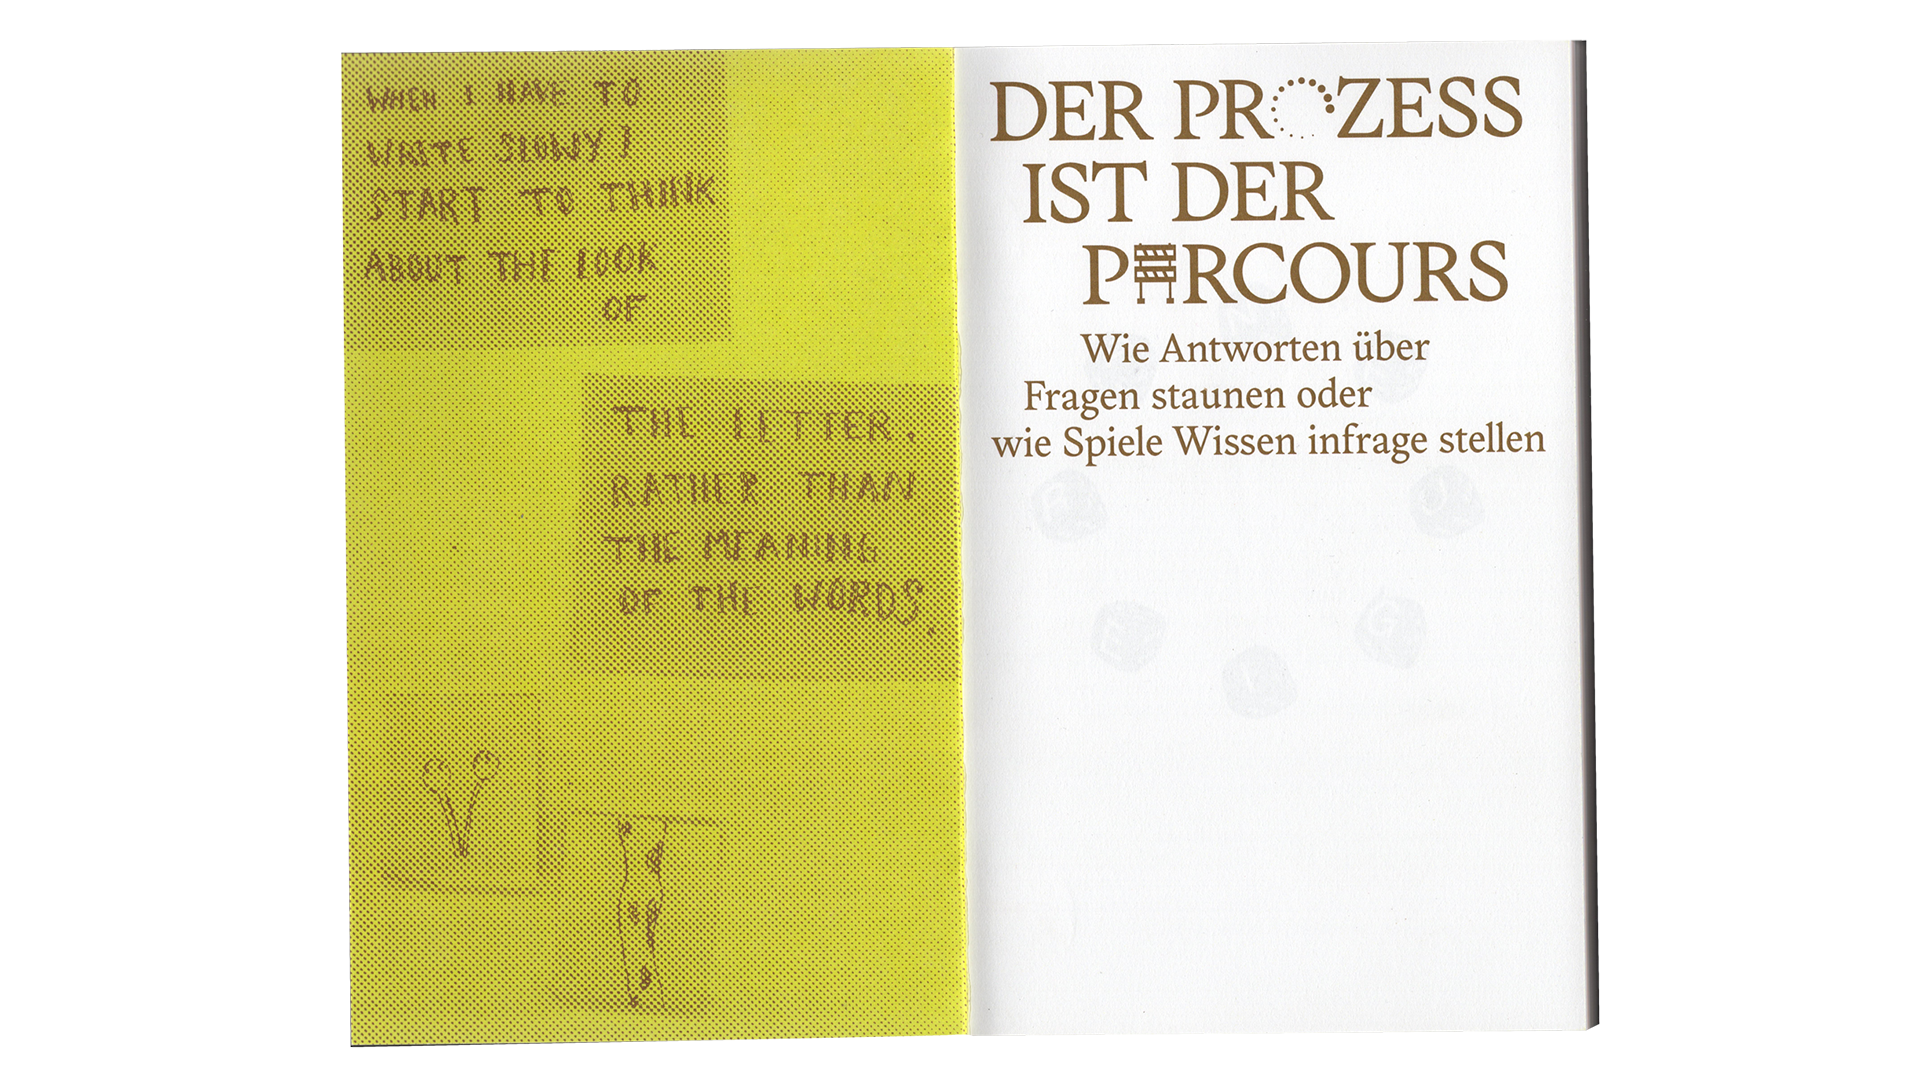 WHEN I HAVE TO
WRITE SLOWY I
START TO THINK
ABOUT THE LOOK
OF
THE LETTER,
RATHER THAN
THE MEANING
OF THE WORDS.
DER PROZESS
IST DER
PARCOURS
Wie Antworten über
Fragen staunen oder
wie Spiele Wissen infrage stellen